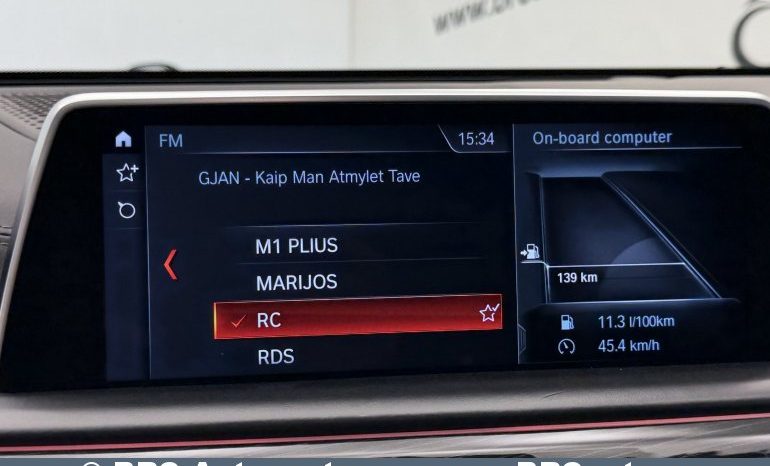 FM
15:34
On-board computer
GJAN - Kaip Man Atmylet Tave
M1 PLIUS
MARIJOS
RC
RDS
139 km
11.3 l/100km
45.4 km/h